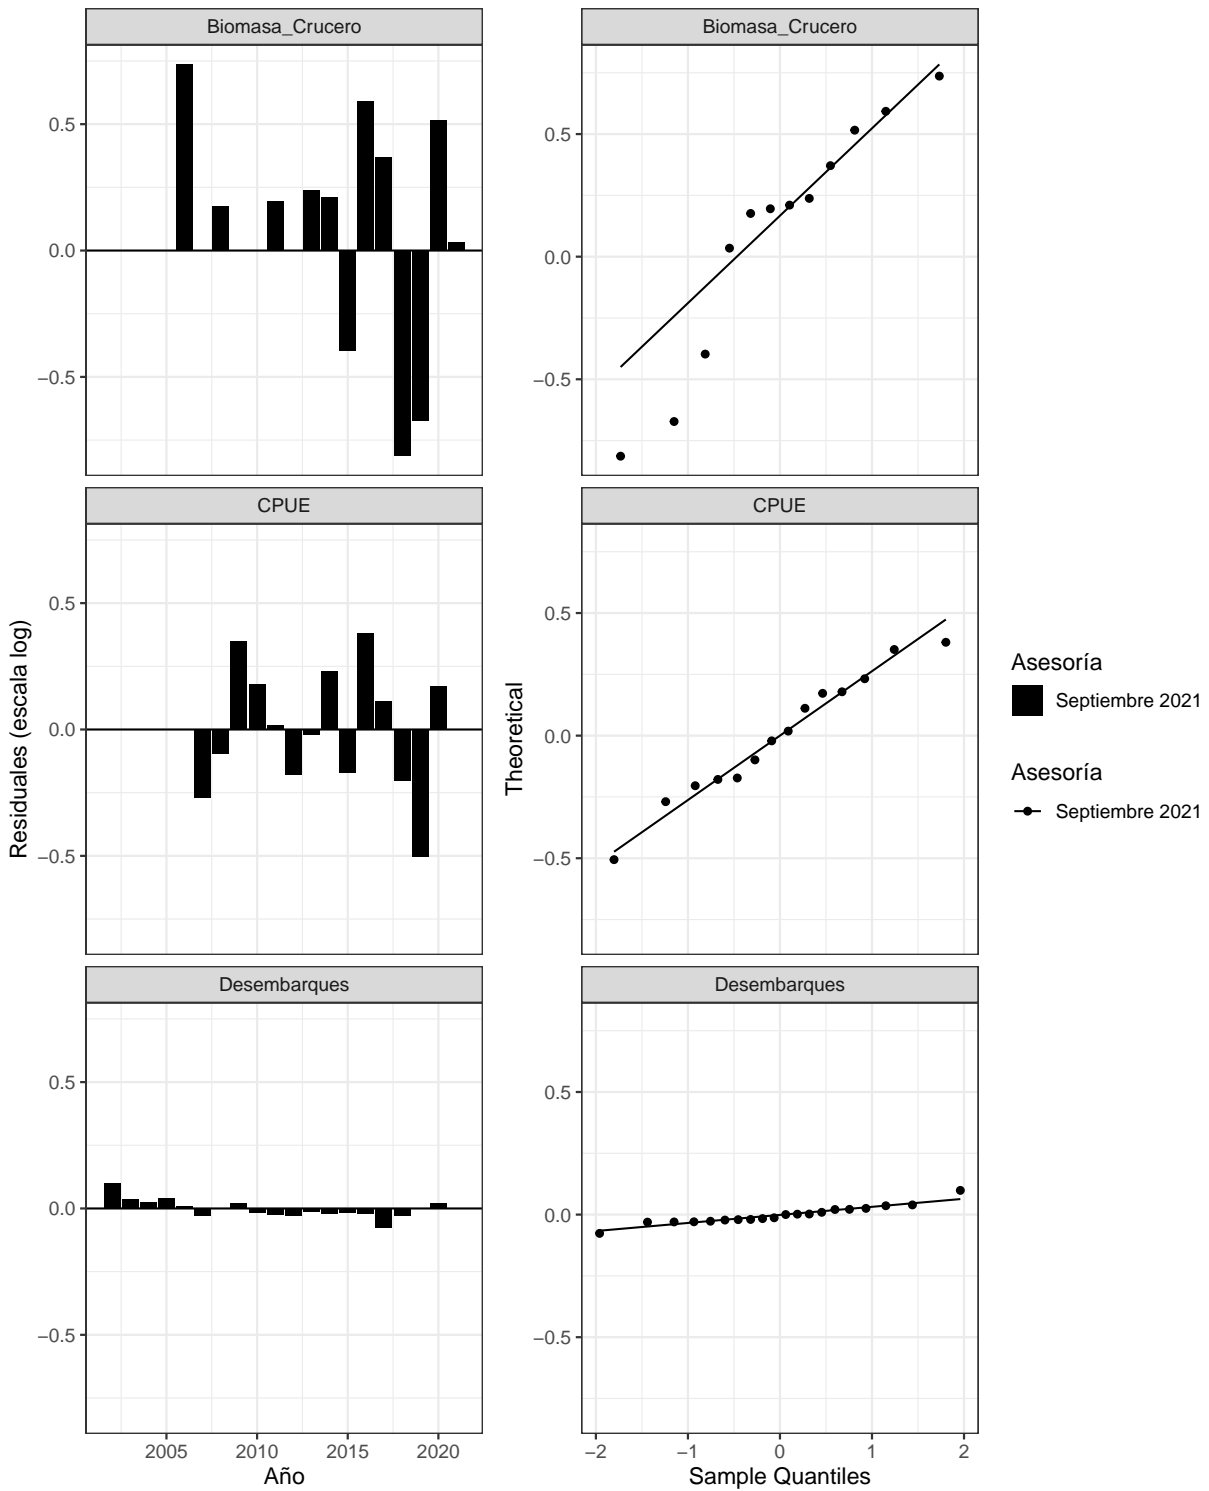 Biomasa_Crucero
Biomasa_Crucero
0.5
0.0
−0.5
0.5
0.0
−0.5
CPUE
CPUE
Residuales (escala log)
0.5
0.0
−0.5
Theoretical
0.5
0.0
−0.5
Asesoría
Septiembre 2021
Asesoría
Septiembre 2021
Desembarques
Desembarques
0.5
0.0
−0.5
0.5
0.0
−0.5
2005 2010 2015 2020
−2 −1 0 1 2
Año
Sample Quantiles